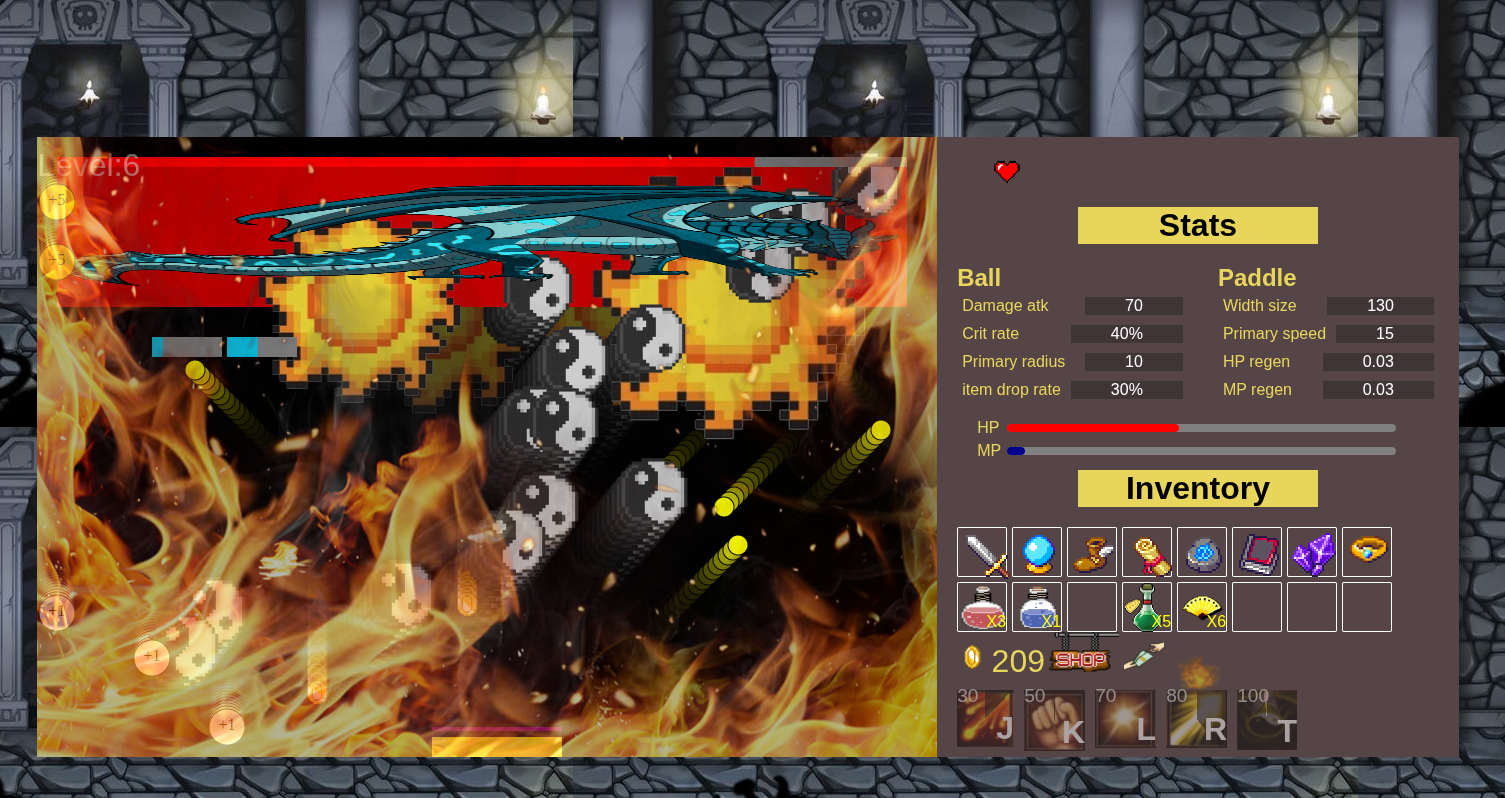 Level:6
+5
+5
+1
+1
+1
Stats
Ball
Paddle
Damage atk 70
Width size 130
Crit rate 40%
Primary speed 15
Primary radius 10
HP regen 0.03
item drop rate 30%
MP regen 0.03
HP
MP
Inventory
X3 X1 X5 X6
209 SHOP
30 50 70 80 100
J K L R T